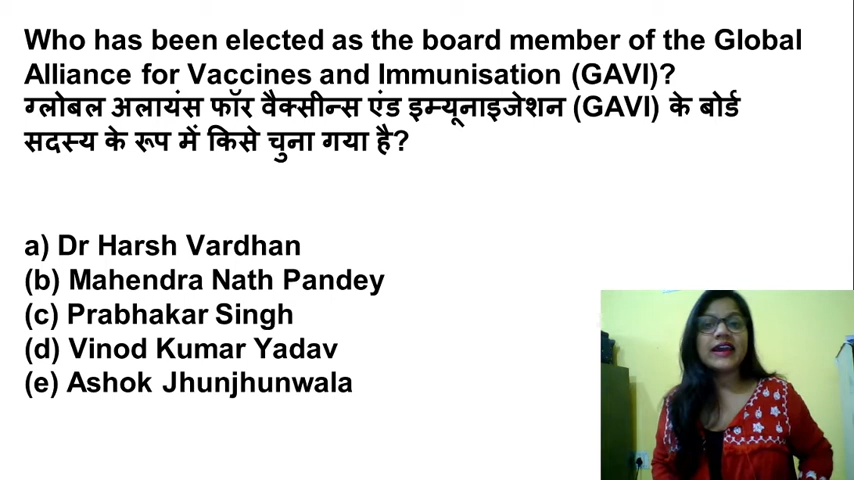 Who has been elected as the board member of the Global
Alliance for Vaccines and Immunisation (GAVI)?
ग्लोबल अलायंस फॉर वैक्सीन्स एंड इम्यूनाइजेशन (GAVI) के बोर्ड
सदस्य के रूप में किसे चुना गया है?
a) Dr Harsh Vardhan
(b) Mahendra Nath Pandey
(c) Prabhakar Singh
(d) Vinod Kumar Yadav
(e) Ashok Jhunjhunwala